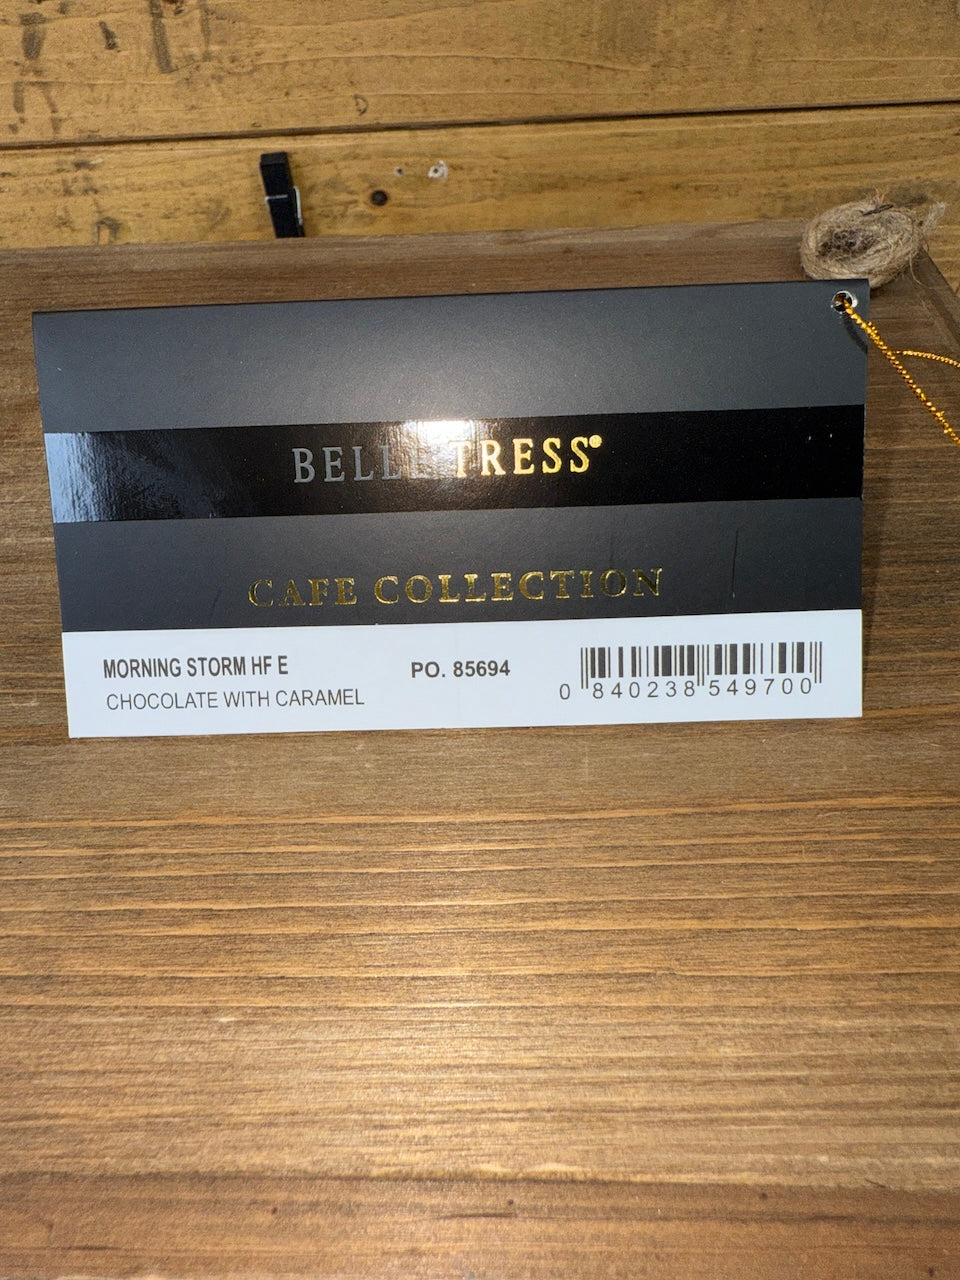 BELLE TRESS®
CAFE COLLECTION
MORNING STORM HF E
CHOCOLATE WITH CARAMEL
PO. 85694
0 840238 549700